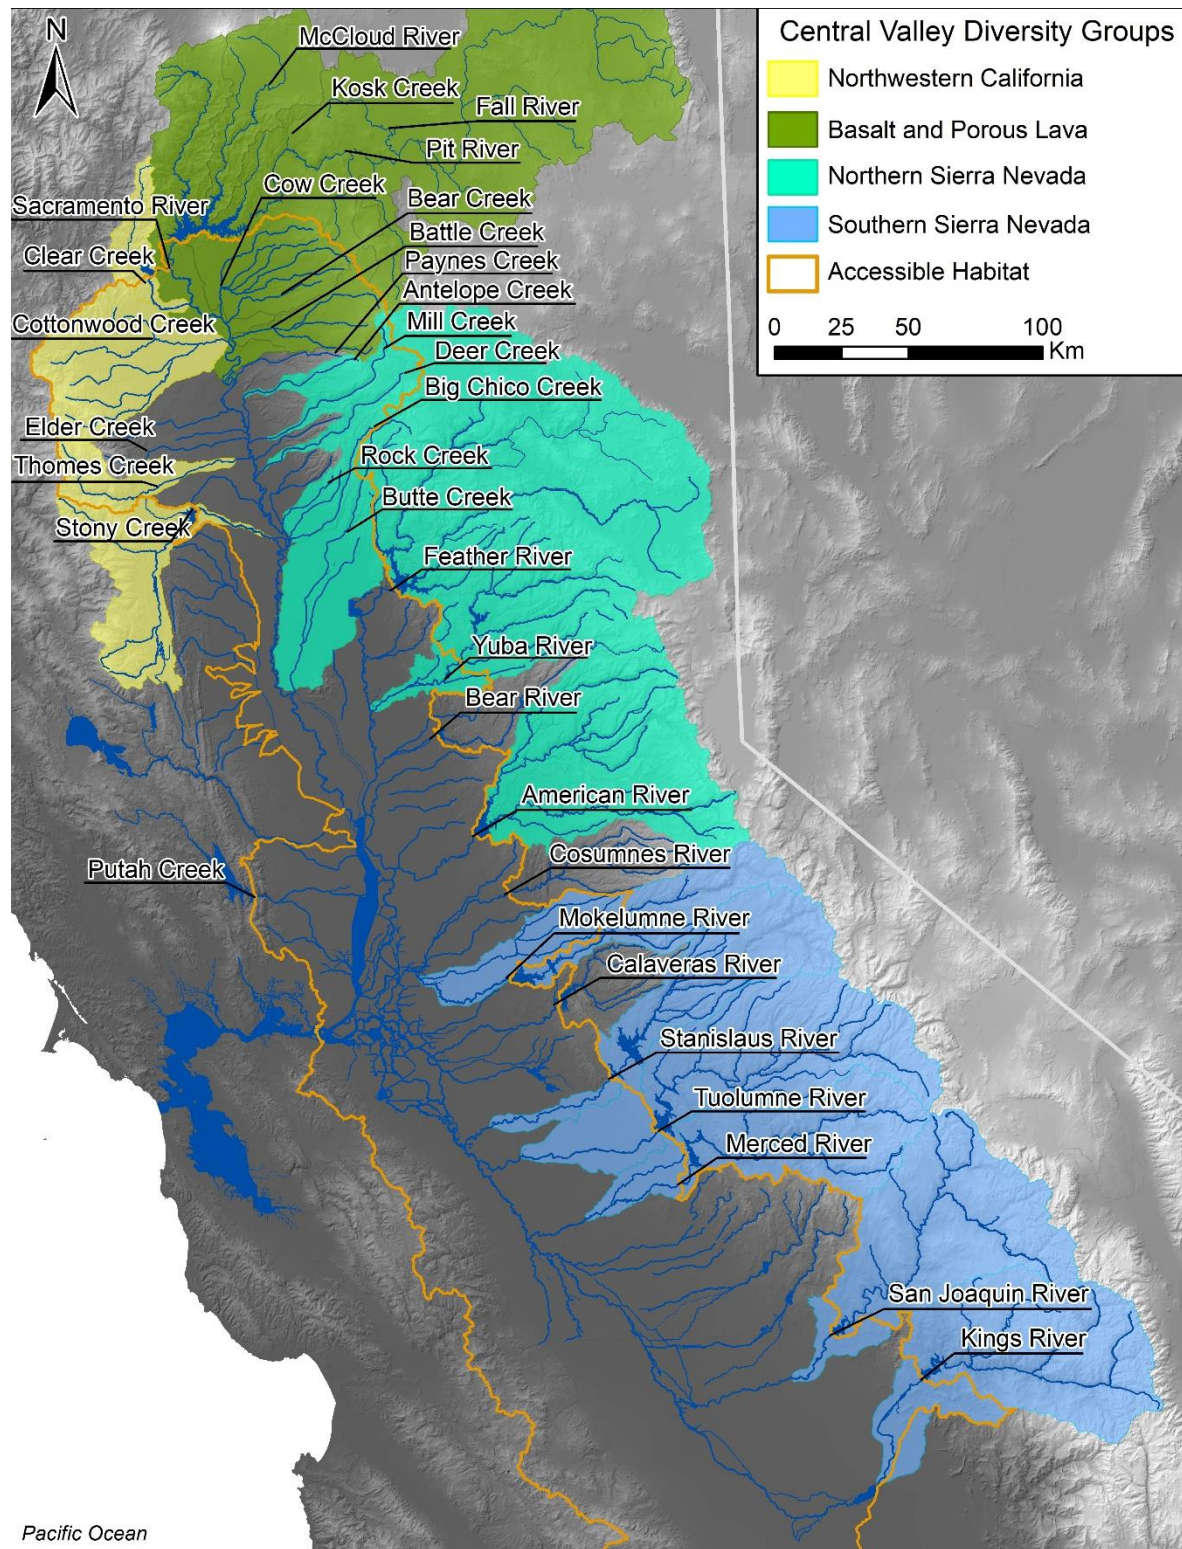 N
McCloud River
Kosk Creek
Fall River
Pit River
Cow Creek
Bear Creek
Sacramento River
Battle Creek
Clear Creek
Paynes Creek
Antelope Creek
Cottonwood Creek
Mill Creek
Deer Creek
Big Chico Creek
Elder Creek
Rock Creek
Thomes Creek
Butte Creek
Stony Creek
Feather River
Yuba River
Bear River
American River
Cosumnes River
Putah Creek
Mokelumne River
Calaveras River
Stanislaus River
Tuolumne River
Merced River
San Joaquin River
Kings River
Pacific Ocean
Central Valley Diversity Groups
Northwestern California
Basalt and Porous Lava
Northern Sierra Nevada
Southern Sierra Nevada
Accessible Habitat
0 25 50 100
Km